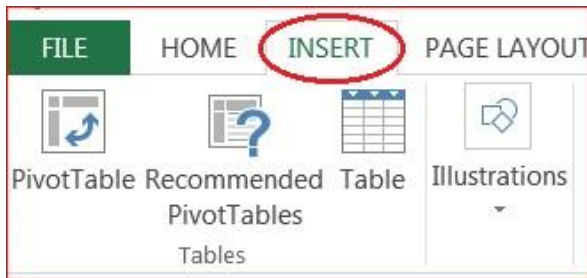 FILE HOME INSERT PAGE LAYOUT
PivotTable Recommended PivotTables Table Illustrations
Tables